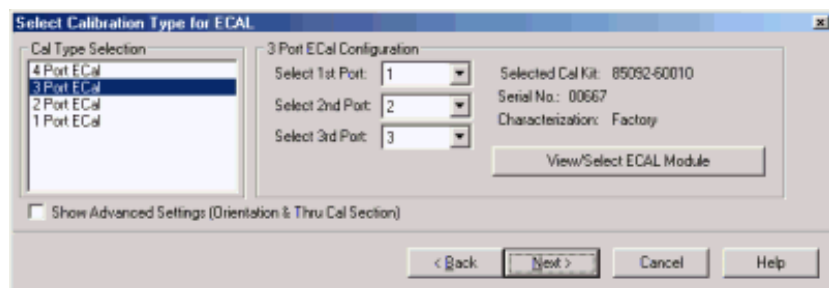 Select Calibration Type for ECAL
Cal Type Selection
4 Port ECal
3 Port ECal
2 Port ECal
1 Port ECal
3 Port ECal Configuration
Select 1st Port: 1
Select 2nd Port: 2
Select 3rd Port: 3
Selected Cal Kit: 85092-60010
Serial No.: 00667
Characterization: Factory
View/Select ECAL Module
Show Advanced Settings (Orientation & Thru Cal Section)
< Back
Next >
Cancel
Help